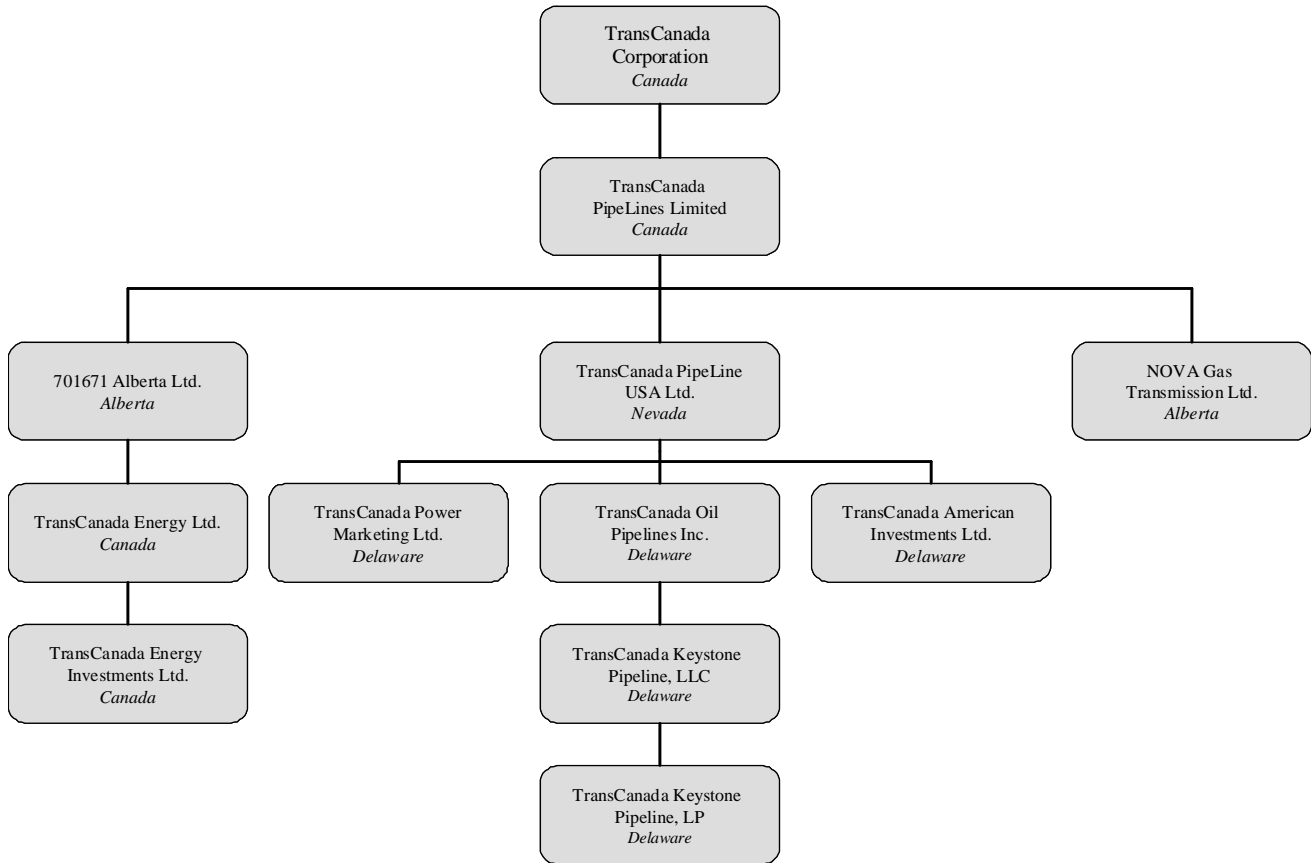 TransCanada
Corporation
Canada
TransCanada
PipeLines Limited
Canada
701671 Alberta Ltd.
Alberta
TransCanada PipeLine
USA Ltd.
Nevada
NOVA Gas
Transmission Ltd.
Alberta
TransCanada Energy Ltd.
Canada
TransCanada Power
Marketing Ltd.
Delaware
TransCanada Oil
Pipelines Inc.
Delaware
TransCanada American
Investments Ltd.
Delaware
TransCanada Energy
Investments Ltd.
Canada
TransCanada Keystone
Pipeline, LLC
Delaware
TransCanada Keystone
Pipeline, LP
Delaware